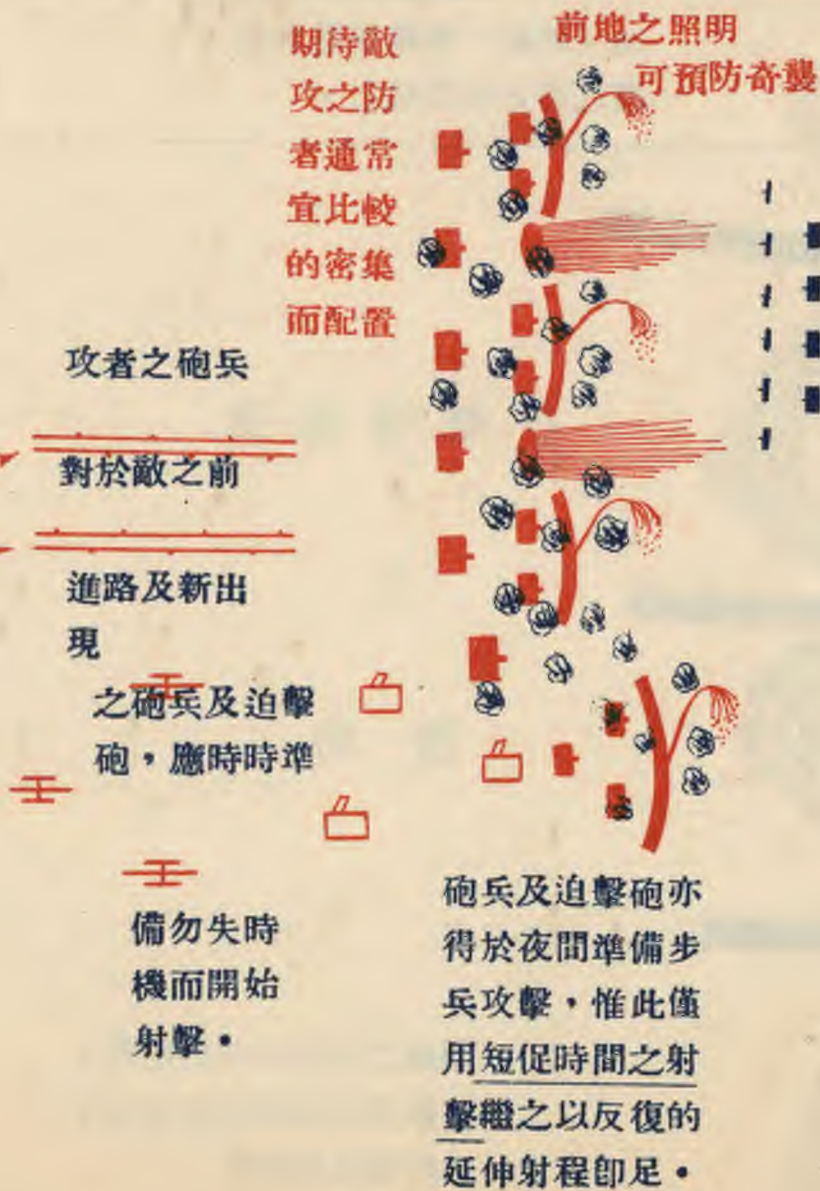 前地之照明
可預防奇襲
期待敵
攻之防
者通常
宜比較
的密集
而配置
攻者之砲兵
對於敵之前
進路及新出
現
之砲兵及迫擊
砲，應時時準
備勿失時
機而開始
射擊。
砲兵及迫擊砲亦
得於夜間準備步
兵攻擊，惟此僅
用短促時間之射
擊繼之以反復的
延伸射程卽足。